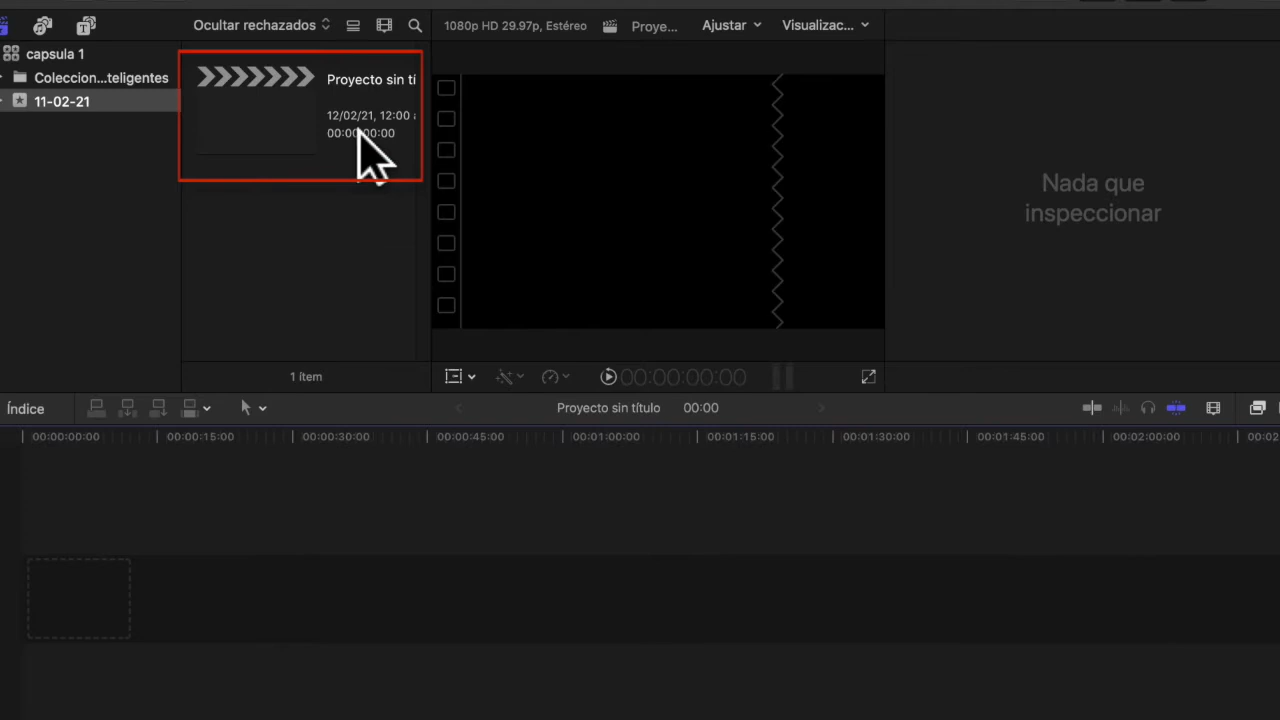 Ocultar rechazados
1080p HD 29.97p, Estéreo
Proye...
Ajustar
Visualizac...
capsula 1
Coleccion...teligentes
11-02-21
Proyecto sin tí
12/02/21, 12:00
00:00:00:00
Nada que
inspeccionar
1 ítem
00:00:00:00
Índice
Proyecto sin título
00:00
00:00:00:00
00:00:15:00
00:00:30:00
00:00:45:00
00:01:00:00
00:01:15:00
00:01:30:00
00:01:45:00
00:02:00:00
00:02